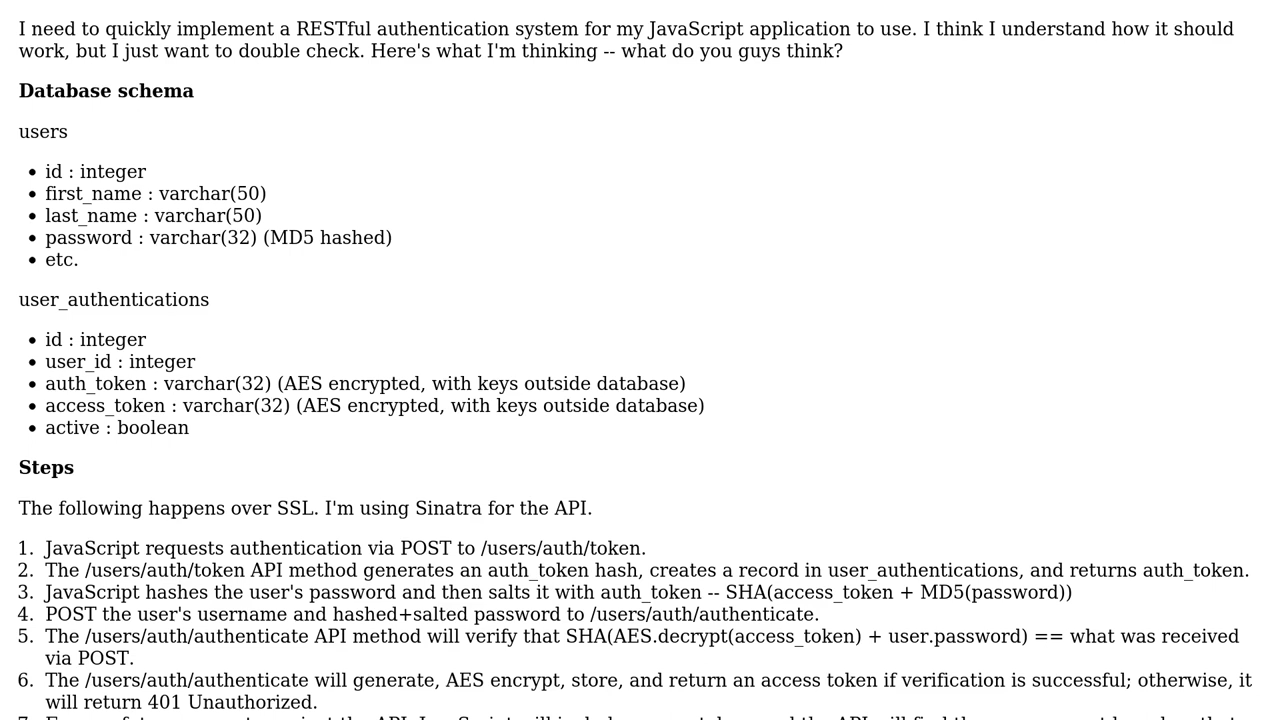 I need to quickly implement a RESTful authentication system for my JavaScript application to use. I think I understand how it should
work, but I just want to double check. Here's what I'm thinking -- what do you guys think?
Database schema
users
• id : integer
• first_name : varchar(50)
• last_name : varchar(50)
• password : varchar(32) (MD5 hashed)
• etc.
user_authentications
• id : integer
• user_id : integer
• auth_token : varchar(32) (AES encrypted, with keys outside database)
• access_token : varchar(32) (AES encrypted, with keys outside database)
• active : boolean
Steps
The following happens over SSL. I'm using Sinatra for the API.
1. JavaScript requests authentication via POST to /users/auth/token.
2. The /users/auth/token API method generates an auth_token hash, creates a record in user_authentications, and returns auth_token.
3. JavaScript hashes the user's password and then salts it with auth_token -- SHA(access_token + MD5(password))
4. POST the user's username and hashed+salted password to /users/auth/authenticate.
5. The /users/auth/authenticate API method will verify that SHA(AES.decrypt(access_token) + user.password) == what was received
via POST.
6. The /users/auth/authenticate will generate, AES encrypt, store, and return an access token if verification is successful; otherwise, it
will return 401 Unauthorized.